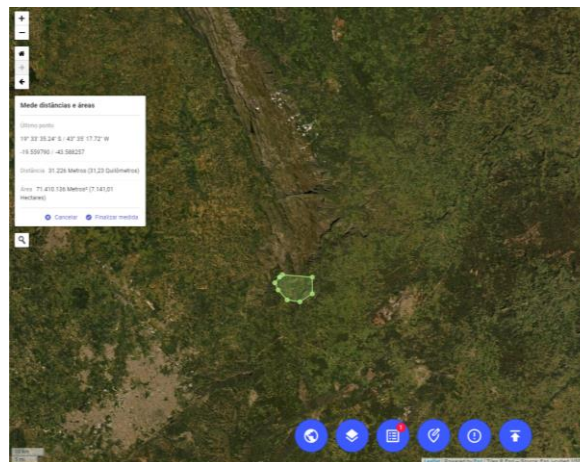 +
−
+
Mede distâncias e áreas
Último ponto
19° 33' 35.24" S / 43° 35' 17.72" W
-19.559790 / -43.588257
Distância 31.226 Metros (31,23 Quilômetros)
Área 71.410.136 Metros² (7.141,01
Hectares)
Cancelar Finalizar medida
1